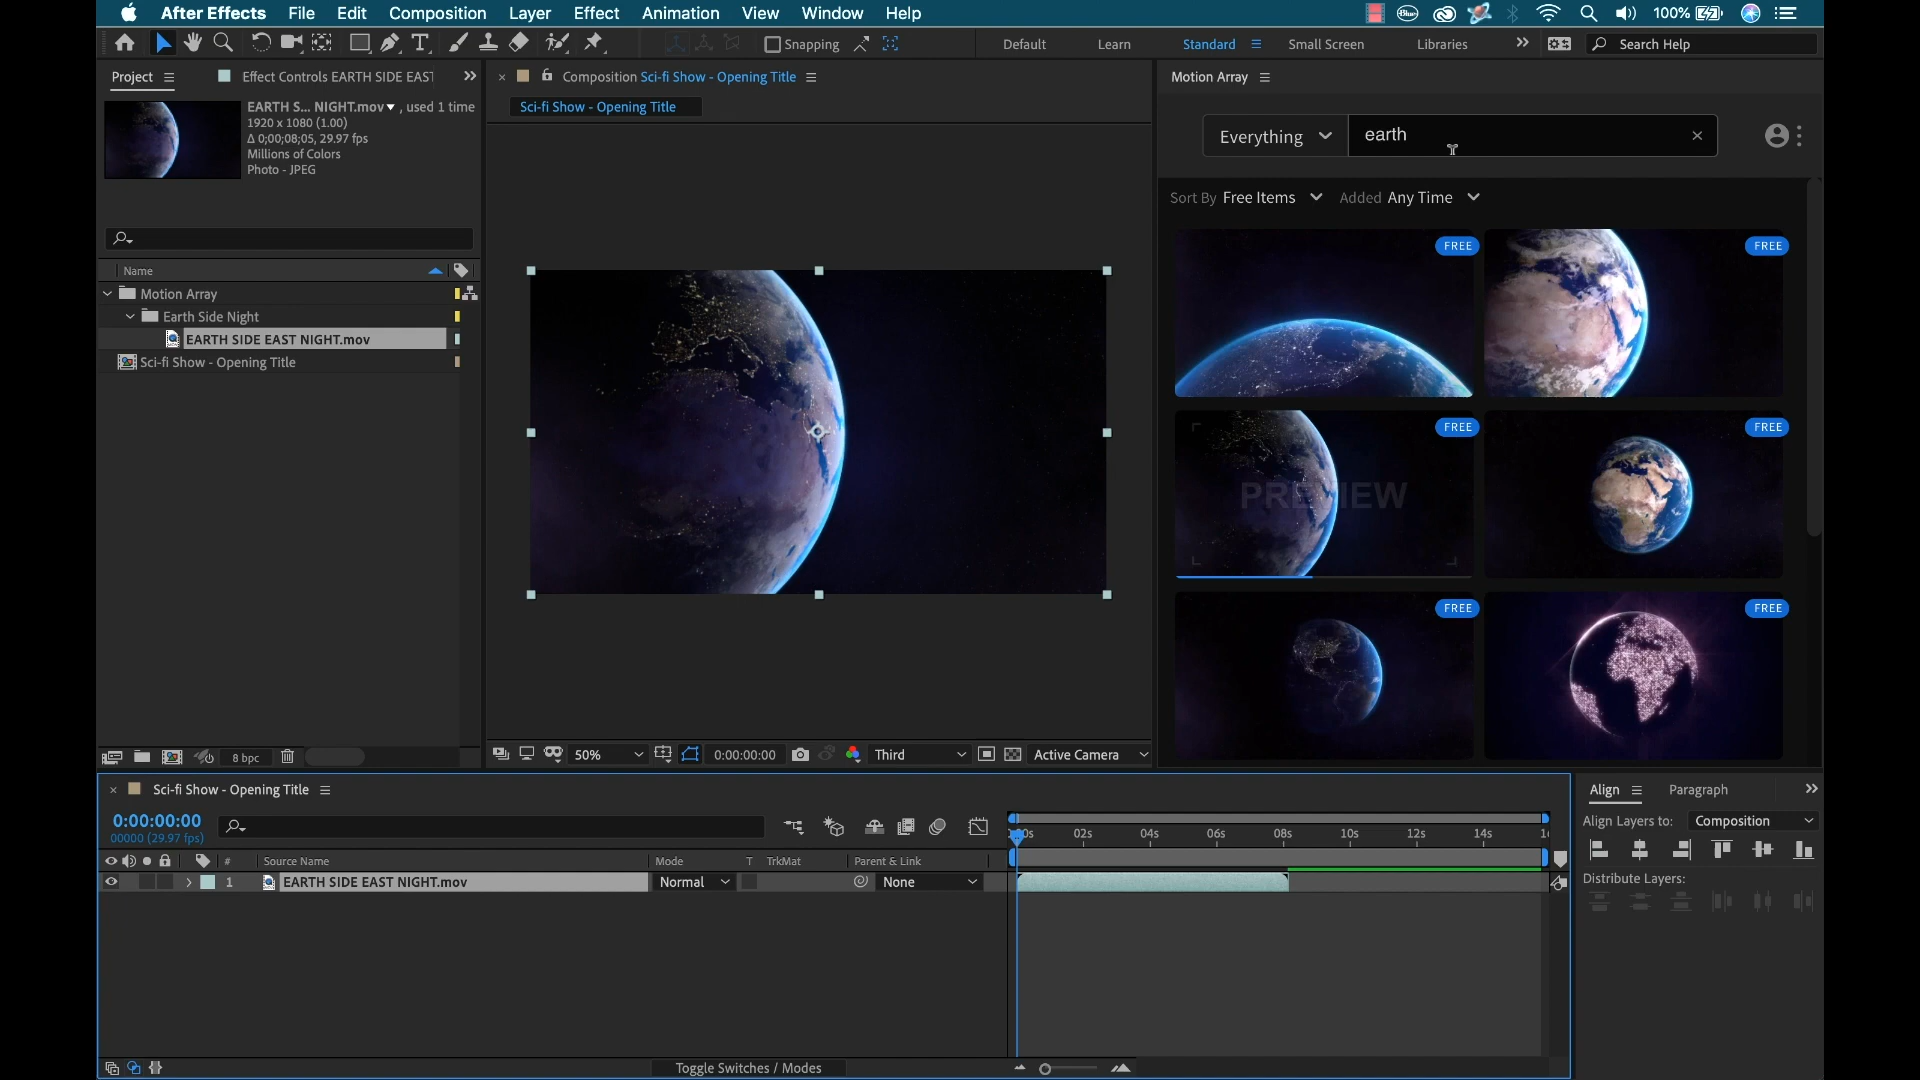 After Effects File Edit Composition Layer Effect Animation View Window Help 100%
Snapping Default Learn Standard Small Screen Libraries Search Help
Project Effect Controls EARTH SIDE EAST
EARTH S... NIGHT.mov , used 1 time
1920 x 1080 (1.00)
Δ 0;00;08;05, 29.97 fps
Millions of Colors
Photo - JPEG
Name
Motion Array
Earth Side Night
EARTH SIDE EAST NIGHT.mov
Sci-fi Show - Opening Title
8 bpc
Composition Sci-fi Show - Opening Title
Sci-fi Show - Opening Title
50% 0:00:00:00 Third Active Camera
Motion Array
Everything earth
Sort By Free Items Added Any Time
FREE FREE
FREE FREE
PREVIEW
FREE FREE
Sci-fi Show - Opening Title
0:00:00:00
00000 (29.97 fps)
# Source Name Mode T TrkMat Parent & Link
1 EARTH SIDE EAST NIGHT.mov Normal None
02s 04s 06s 08s 10s 12s 14s
Toggle Switches / Modes
Align Paragraph
Align Layers to: Composition
Distribute Layers: